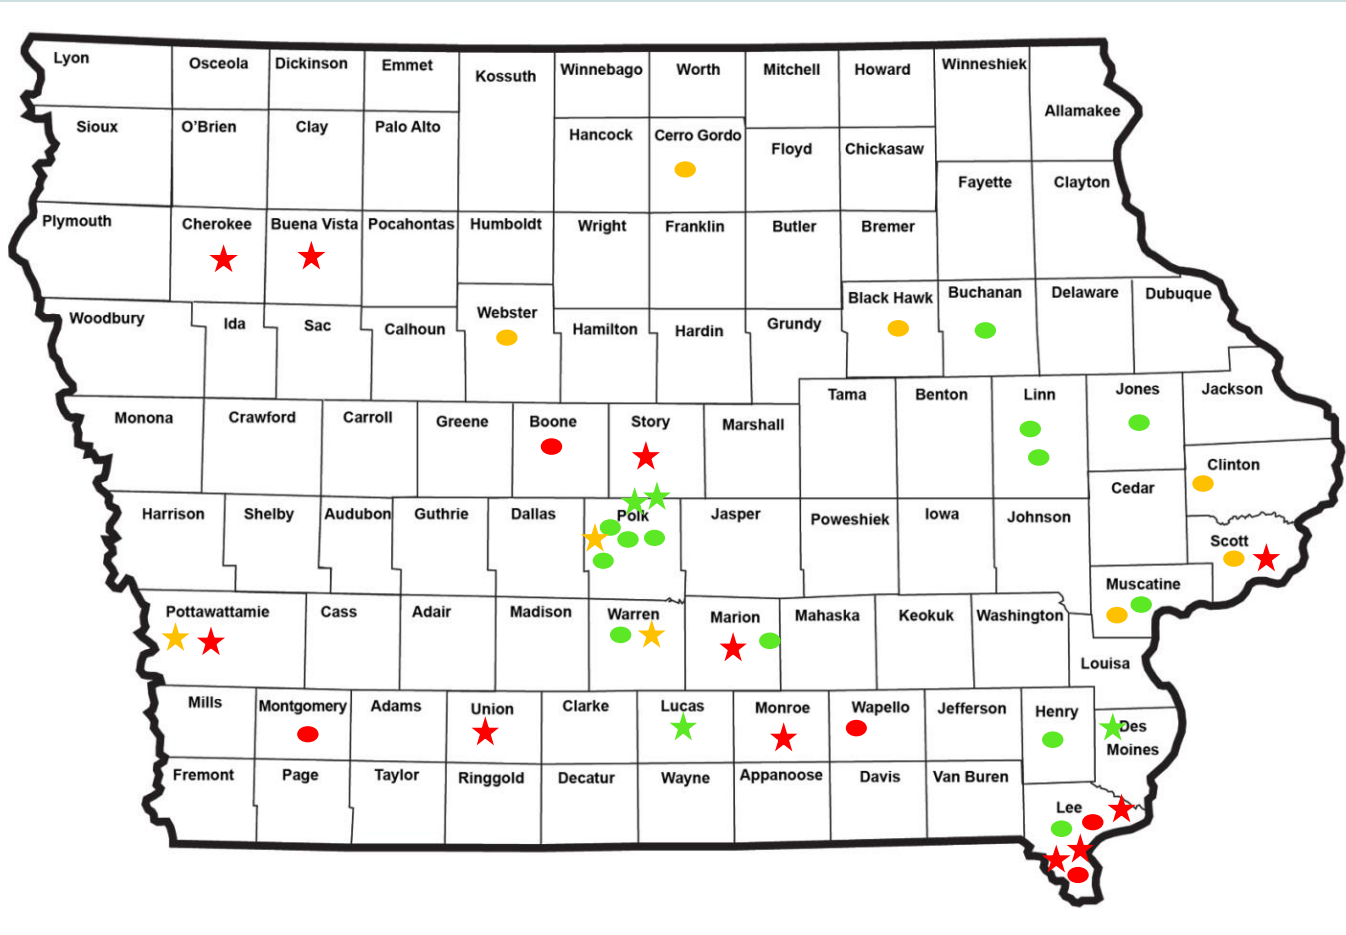 Lyon
Osceola
Dickinson
Emmet
Kossuth
Winnebago
Worth
Mitchell
Howard
Winneshiek
Allamakee
Sioux
O'Brien
Clay
Palo Alto
Hancock
Cerro Gordo
Floyd
Chickasaw
Fayette
Clayton
Plymouth
Cherokee
Buena Vista
Pocahontas
Humboldt
Wright
Franklin
Butler
Bremer
Woodbury
Ida
Sac
Calhoun
Webster
Hamilton
Hardin
Grundy
Black Hawk
Buchanan
Delaware
Dubuque
Monona
Crawford
Carroll
Greene
Boone
Story
Marshall
Tama
Benton
Linn
Jones
Jackson
Clinton
Cedar
Harrison
Shelby
Audubon
Guthrie
Dallas
Polk
Jasper
Poweshiek
Iowa
Johnson
Scott
Muscatine
Pottawattamie
Cass
Adair
Madison
Warren
Marion
Mahaska
Keokuk
Washington
Louisa
Mills
Montgomery
Adams
Union
Clarke
Lucas
Monroe
Wapello
Jefferson
Henry
Des
Moines
Fremont
Page
Taylor
Ringgold
Decatur
Wayne
Appanoose
Davis
Van Buren
Lee